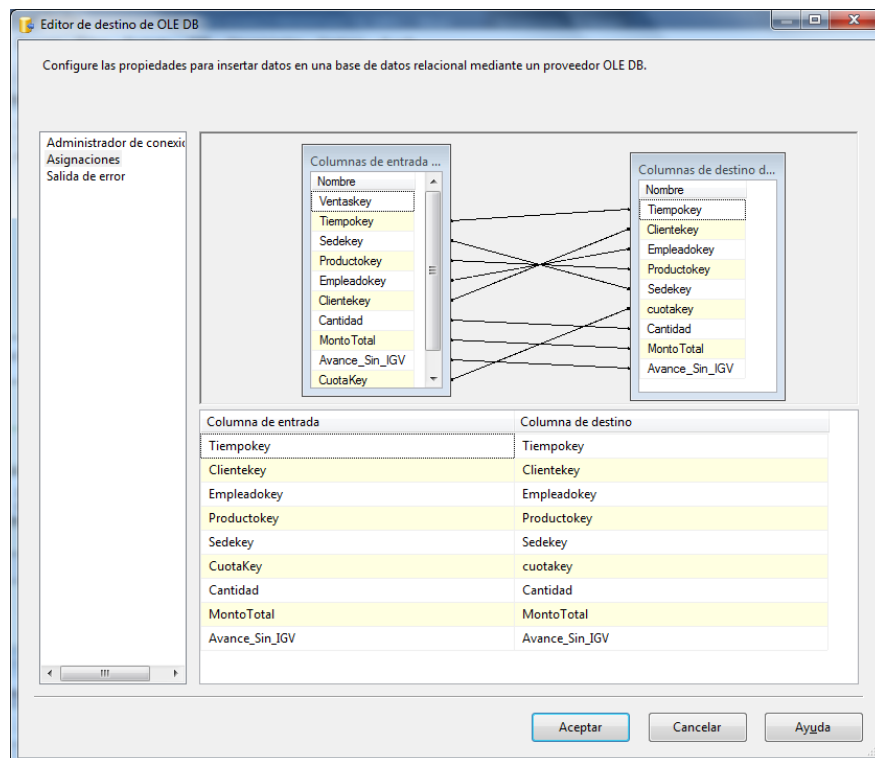 Editor de destino de OLE DB
Configure las propiedades para insertar datos en una base de datos relacional mediante un proveedor OLE DB.
Administrador de conexic
Asignaciones
Salida de error
Columnas de entrada ...
Nombre
Ventaskey
Tiempokey
Sedekey
Productokey
Empleadokey
Clientekey
Cantidad
MontoTotal
Avance_Sin_IGV
CuotaKey
Columnas de destino d...
Nombre
Tiempokey
Clientekey
Empleadokey
Productokey
Sedekey
cuotakey
Cantidad
MontoTotal
Avance_Sin_IGV
Columna de entrada Columna de destino
Tiempokey Tiempokey
Clientekey Clientekey
Empleadokey Empleadokey
Productokey Productokey
Sedekey Sedekey
CuotaKey cuotakey
Cantidad Cantidad
MontoTotal MontoTotal
Avance_Sin_IGV Avance_Sin_IGV
Aceptar Cancelar Ayuda